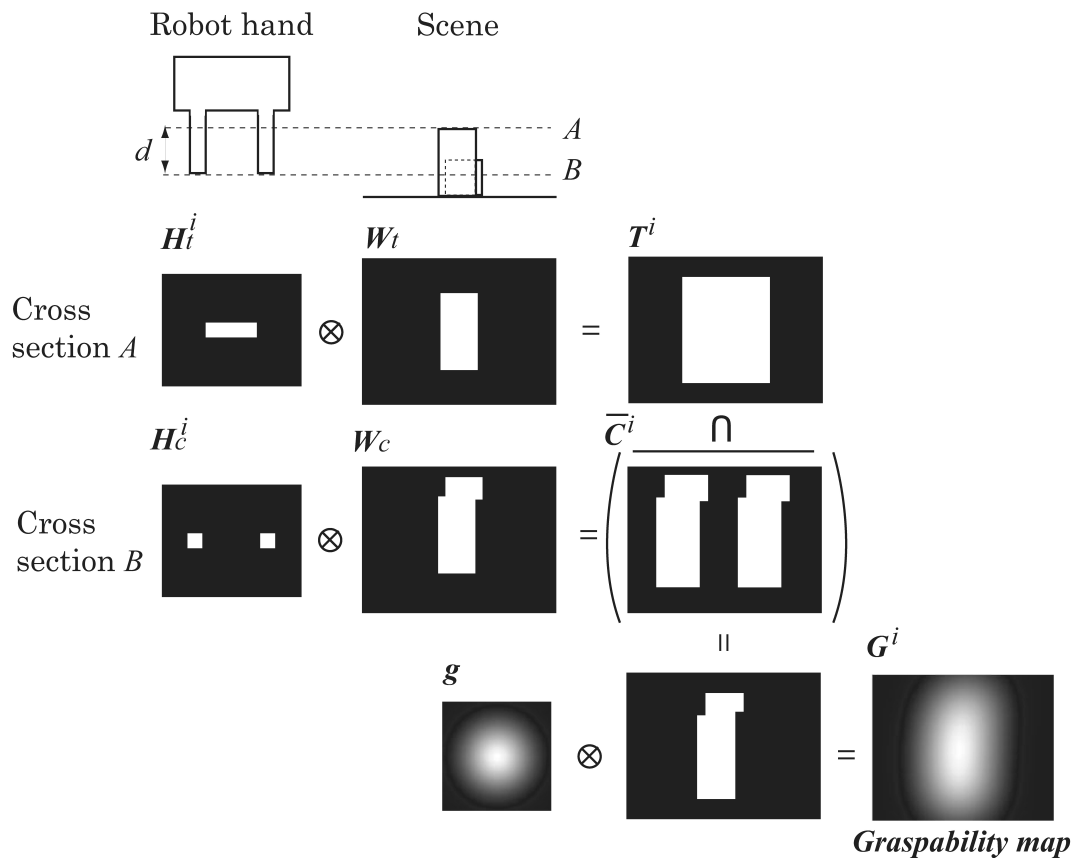 Robot hand
Scene
A
d
B
H_t^i
W_t
T^i
Cross
section A
⊗
=
∩
H_c^i
W_c
C̅^i
Cross
section B
⊗
= ( )
=
g
G^i
⊗
=
Graspability map